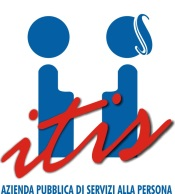 S
itis
AZIENDA PUBBLICA DI SERVIZI ALLA PERSONA